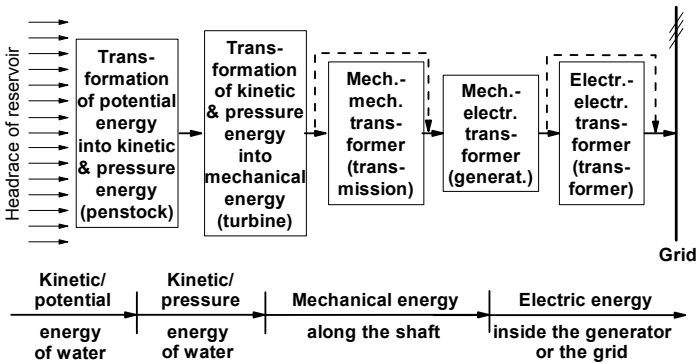 Headrace of reservoir
Trans-
formation
of potential
energy
into kinetic
& pressure
energy
(penstock)
Trans-
formation
of kinetic
& pressure
energy
into
mechanical
energy
(turbine)
Mech.-
mech.
trans-
former
(trans-
mission)
Mech.-
electr.
trans-
former
(generat.)
Electr.-
electr.
trans-
former
(trans-
former)
Grid
Kinetic/
potential
energy
of water
Kinetic/
pressure
energy
of water
Mechanical energy
along the shaft
Electric energy
inside the generator
or the grid